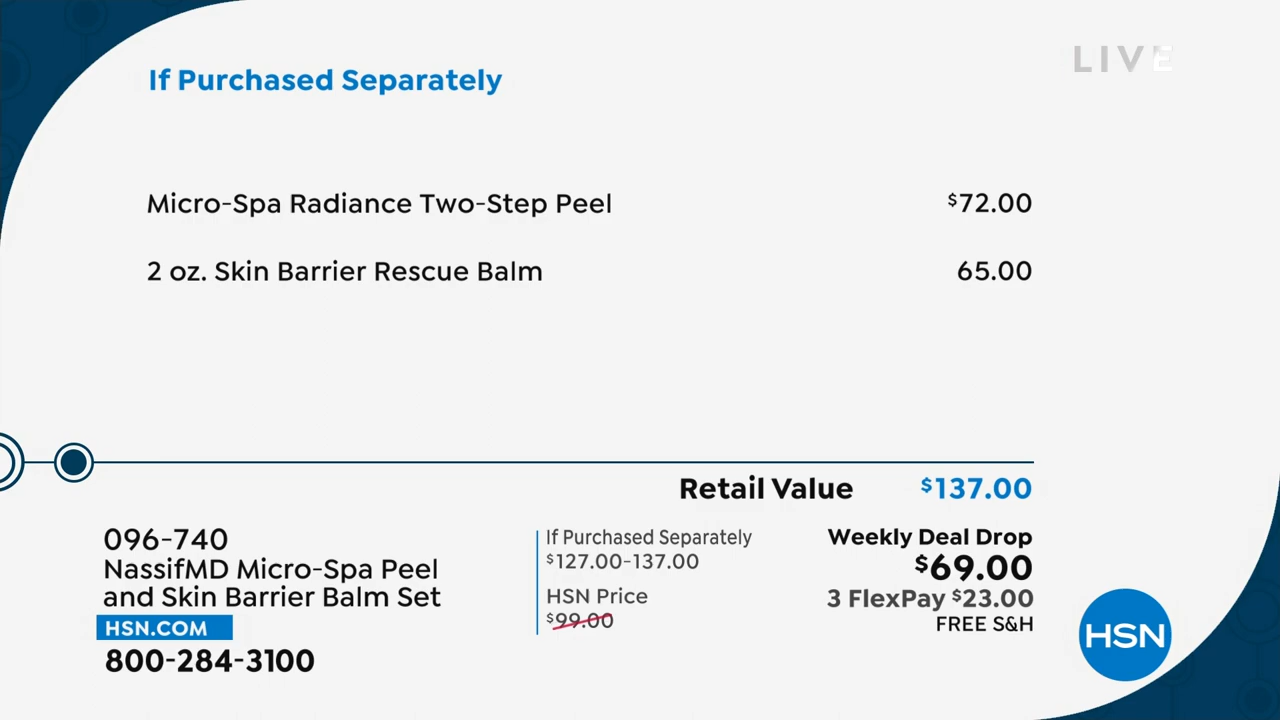 LIVE
If Purchased Separately
Micro-Spa Radiance Two-Step Peel $72.00
2 oz. Skin Barrier Rescue Balm 65.00
Retail Value $137.00
096-740
NassifMD Micro-Spa Peel
and Skin Barrier Balm Set
HSN.COM
800-284-3100
If Purchased Separately
$127.00-137.00
HSN Price
$99.00
Weekly Deal Drop
$69.00
3 FlexPay $23.00
FREE S&H
HSN